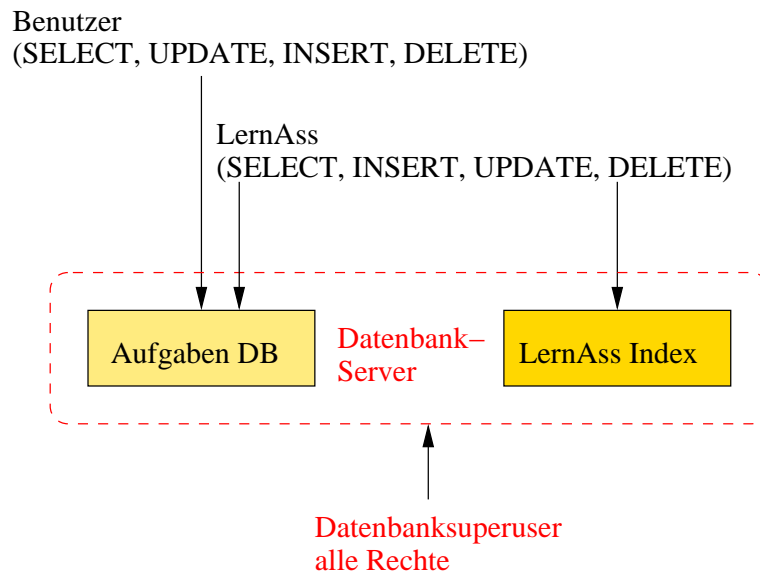 Benutzer
(SELECT, UPDATE, INSERT, DELETE)
LernAss
(SELECT, INSERT, UPDATE, DELETE)
Aufgaben DB
Datenbank–
Server
LernAss Index
Datenbanksuperuser
alle Rechte